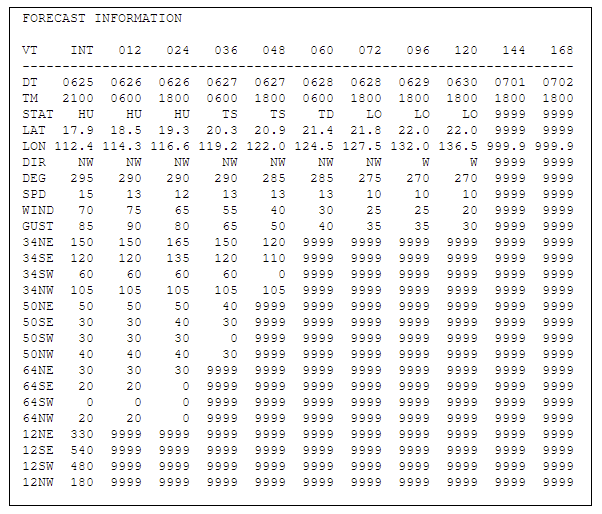 FORECAST INFORMATION
VT INT 012 024 036 048 060 072 096 120 144 168
-----------------------------------------------------------------------
DT 0625 0626 0626 0627 0627 0628 0628 0629 0630 0701 0702
TM 2100 0600 1800 0600 1800 0600 1800 1800 1800 1800 1800
STAT HU HU HU TS TS TD LO LO LO 9999 9999
LAT 17.9 18.5 19.3 20.3 20.9 21.4 21.8 22.0 22.0 9999 9999
LON 112.4 114.3 116.6 119.2 122.0 124.5 127.5 132.0 136.5 999.9 999.9
DIR NW NW NW NW NW NW NW W W 9999 9999
DEG 295 290 290 290 285 285 275 270 270 9999 9999
SPD 15 13 12 13 13 13 10 10 10 9999 9999
WIND 70 75 65 55 40 30 25 25 20 9999 9999
GUST 85 90 80 65 50 40 35 35 30 9999 9999
34NE 150 150 165 150 120 9999 9999 9999 9999 9999 9999
34SE 120 120 135 120 110 9999 9999 9999 9999 9999 9999
34SW 60 60 60 60 0 9999 9999 9999 9999 9999 9999
34NW 105 105 105 105 105 9999 9999 9999 9999 9999 9999
50NE 50 50 50 40 9999 9999 9999 9999 9999 9999 9999
50SE 30 30 40 30 9999 9999 9999 9999 9999 9999 9999
50SW 30 30 30 0 9999 9999 9999 9999 9999 9999 9999
50NW 40 40 40 30 9999 9999 9999 9999 9999 9999 9999
64NE 30 30 30 9999 9999 9999 9999 9999 9999 9999 9999
64SE 20 20 0 9999 9999 9999 9999 9999 9999 9999 9999
64SW 0 0 0 9999 9999 9999 9999 9999 9999 9999 9999
64NW 20 20 0 9999 9999 9999 9999 9999 9999 9999 9999
12NE 330 9999 9999 9999 9999 9999 9999 9999 9999 9999 9999
12SE 540 9999 9999 9999 9999 9999 9999 9999 9999 9999 9999
12SW 480 9999 9999 9999 9999 9999 9999 9999 9999 9999 9999
12NW 180 9999 9999 9999 9999 9999 9999 9999 9999 9999 9999